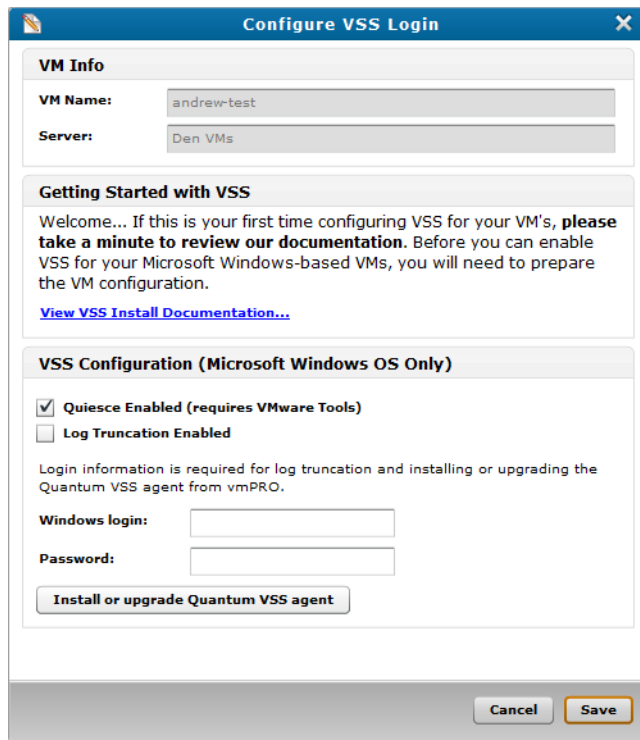 Configure VSS Login
VM Info
VM Name: andrew-test
Server: Den VMs
Getting Started with VSS
Welcome... If this is your first time configuring VSS for your VM's, please
take a minute to review our documentation. Before you can enable
VSS for your Microsoft Windows-based VMs, you will need to prepare
the VM configuration.
View VSS Install Documentation...
VSS Configuration (Microsoft Windows OS Only)
Quiesce Enabled (requires VMware Tools)
Log Truncation Enabled
Login information is required for log truncation and installing or upgrading the
Quantum VSS agent from vmPRO.
Windows login:
Password:
Install or upgrade Quantum VSS agent
Cancel Save